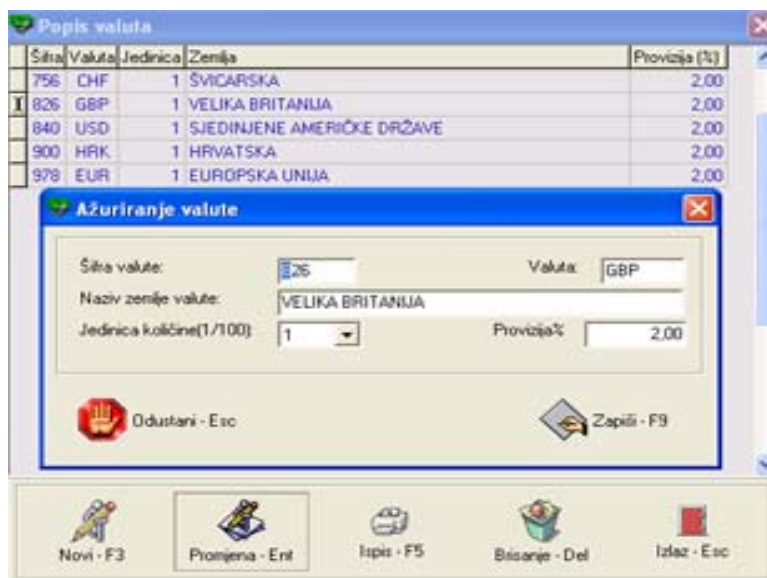 Popis valuta
Šifra Valuta Jedinica Zemlja Provizija (%)
756 CHF 1 ŠVICARSKA 2,00
826 GBP 1 VELIKA BRITANIJA 2,00
840 USD 1 SJEDINJENE AMERIČKE DRŽAVE 2,00
900 HRK 1 HRVATSKA 2,00
978 EUR 1 EUROPSKA UNIJA 2,00
Ažuriranje valute
Šifra valute: 826 Valuta: GBP
Naziv zemlje valute: VELIKA BRITANIJA
Jedinica količine(1/100): 1 Provizija% 2,00
Odustani - Esc Zapiši - F9
Novi - F3 Promjena - Ent Ispis - F5 Brisanje - Del Izlaz - Esc